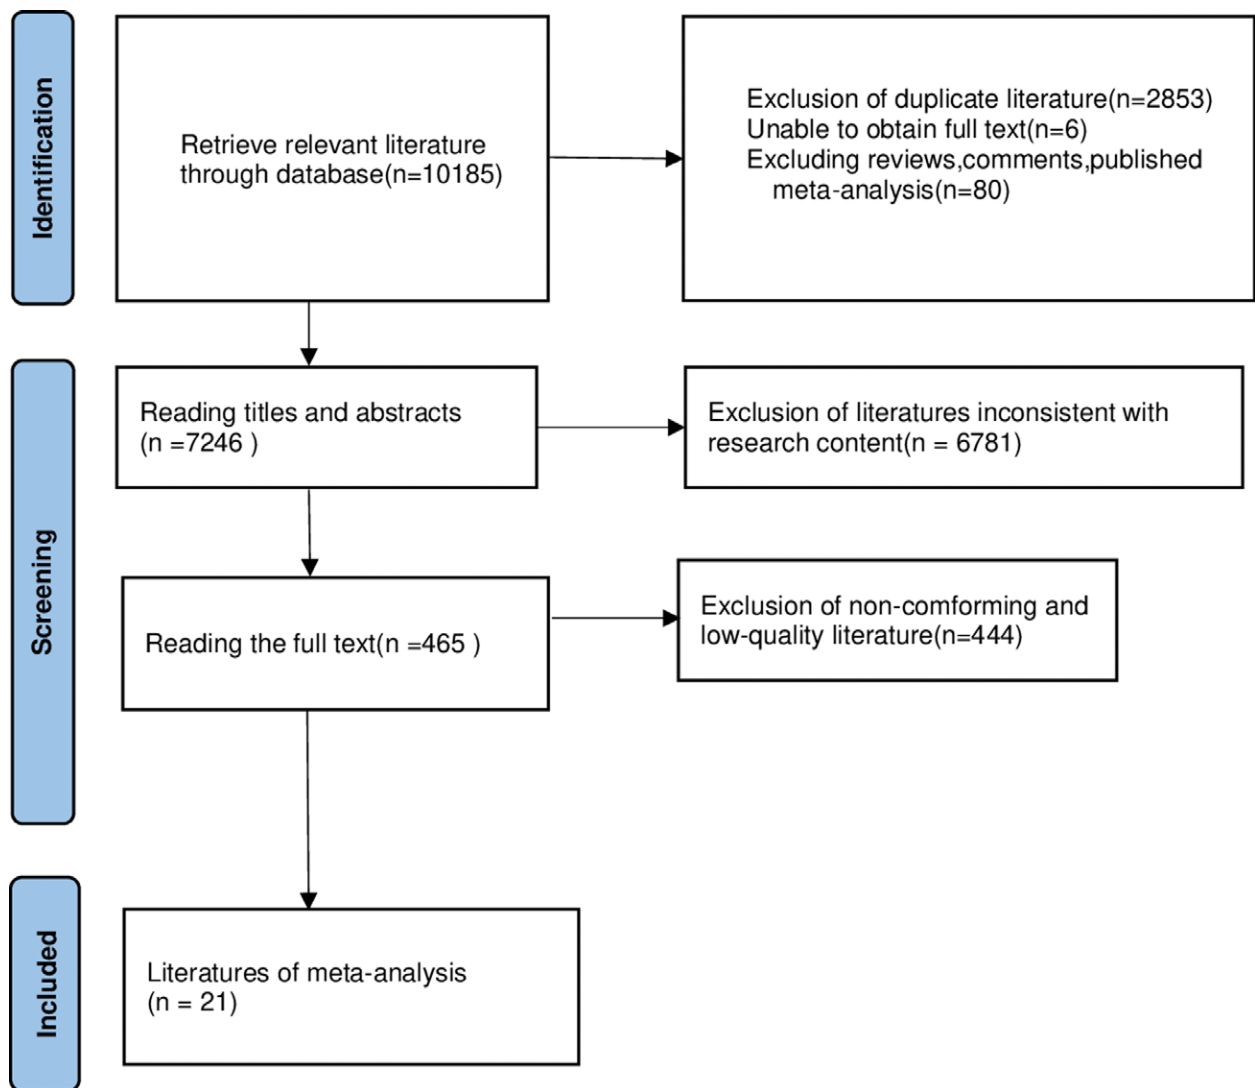 Identification
Retrieve relevant literature
through database(n=10185)
Exclusion of duplicate literature(n=2853)
Unable to obtain full text(n=6)
Excluding reviews,comments,published
meta-analysis(n=80)
Screening
Reading titles and abstracts
(n =7246 )
Exclusion of literatures inconsistent with
research content(n = 6781)
Reading the full text(n =465 )
Exclusion of non-comforming and
low-quality literature(n=444)
Included
Literatures of meta-analysis
(n = 21)